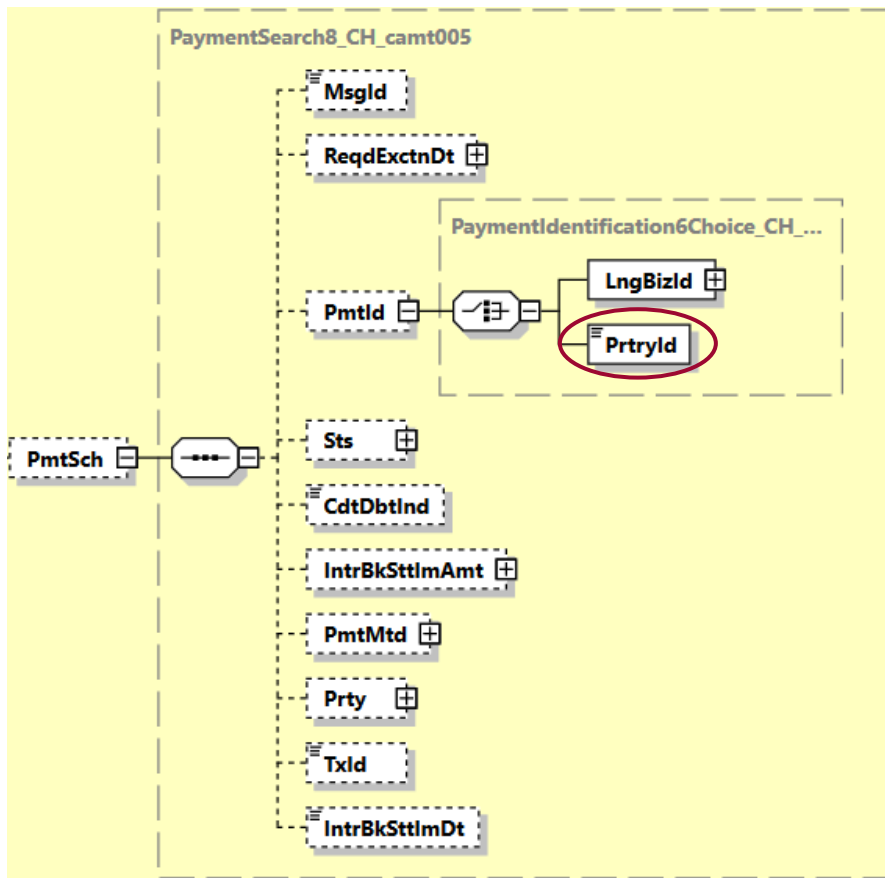 PaymentSearch8_CH_camt005
MsgId
ReqdExctnDt
PaymentIdentification6Choice_CH_...
LngBizId
PmtId
PrtryId
Sts
PmtSch
CdtDbtInd
IntrBkSttlmAmt
PmtMtd
Prty
TxId
IntrBkSttlmDt